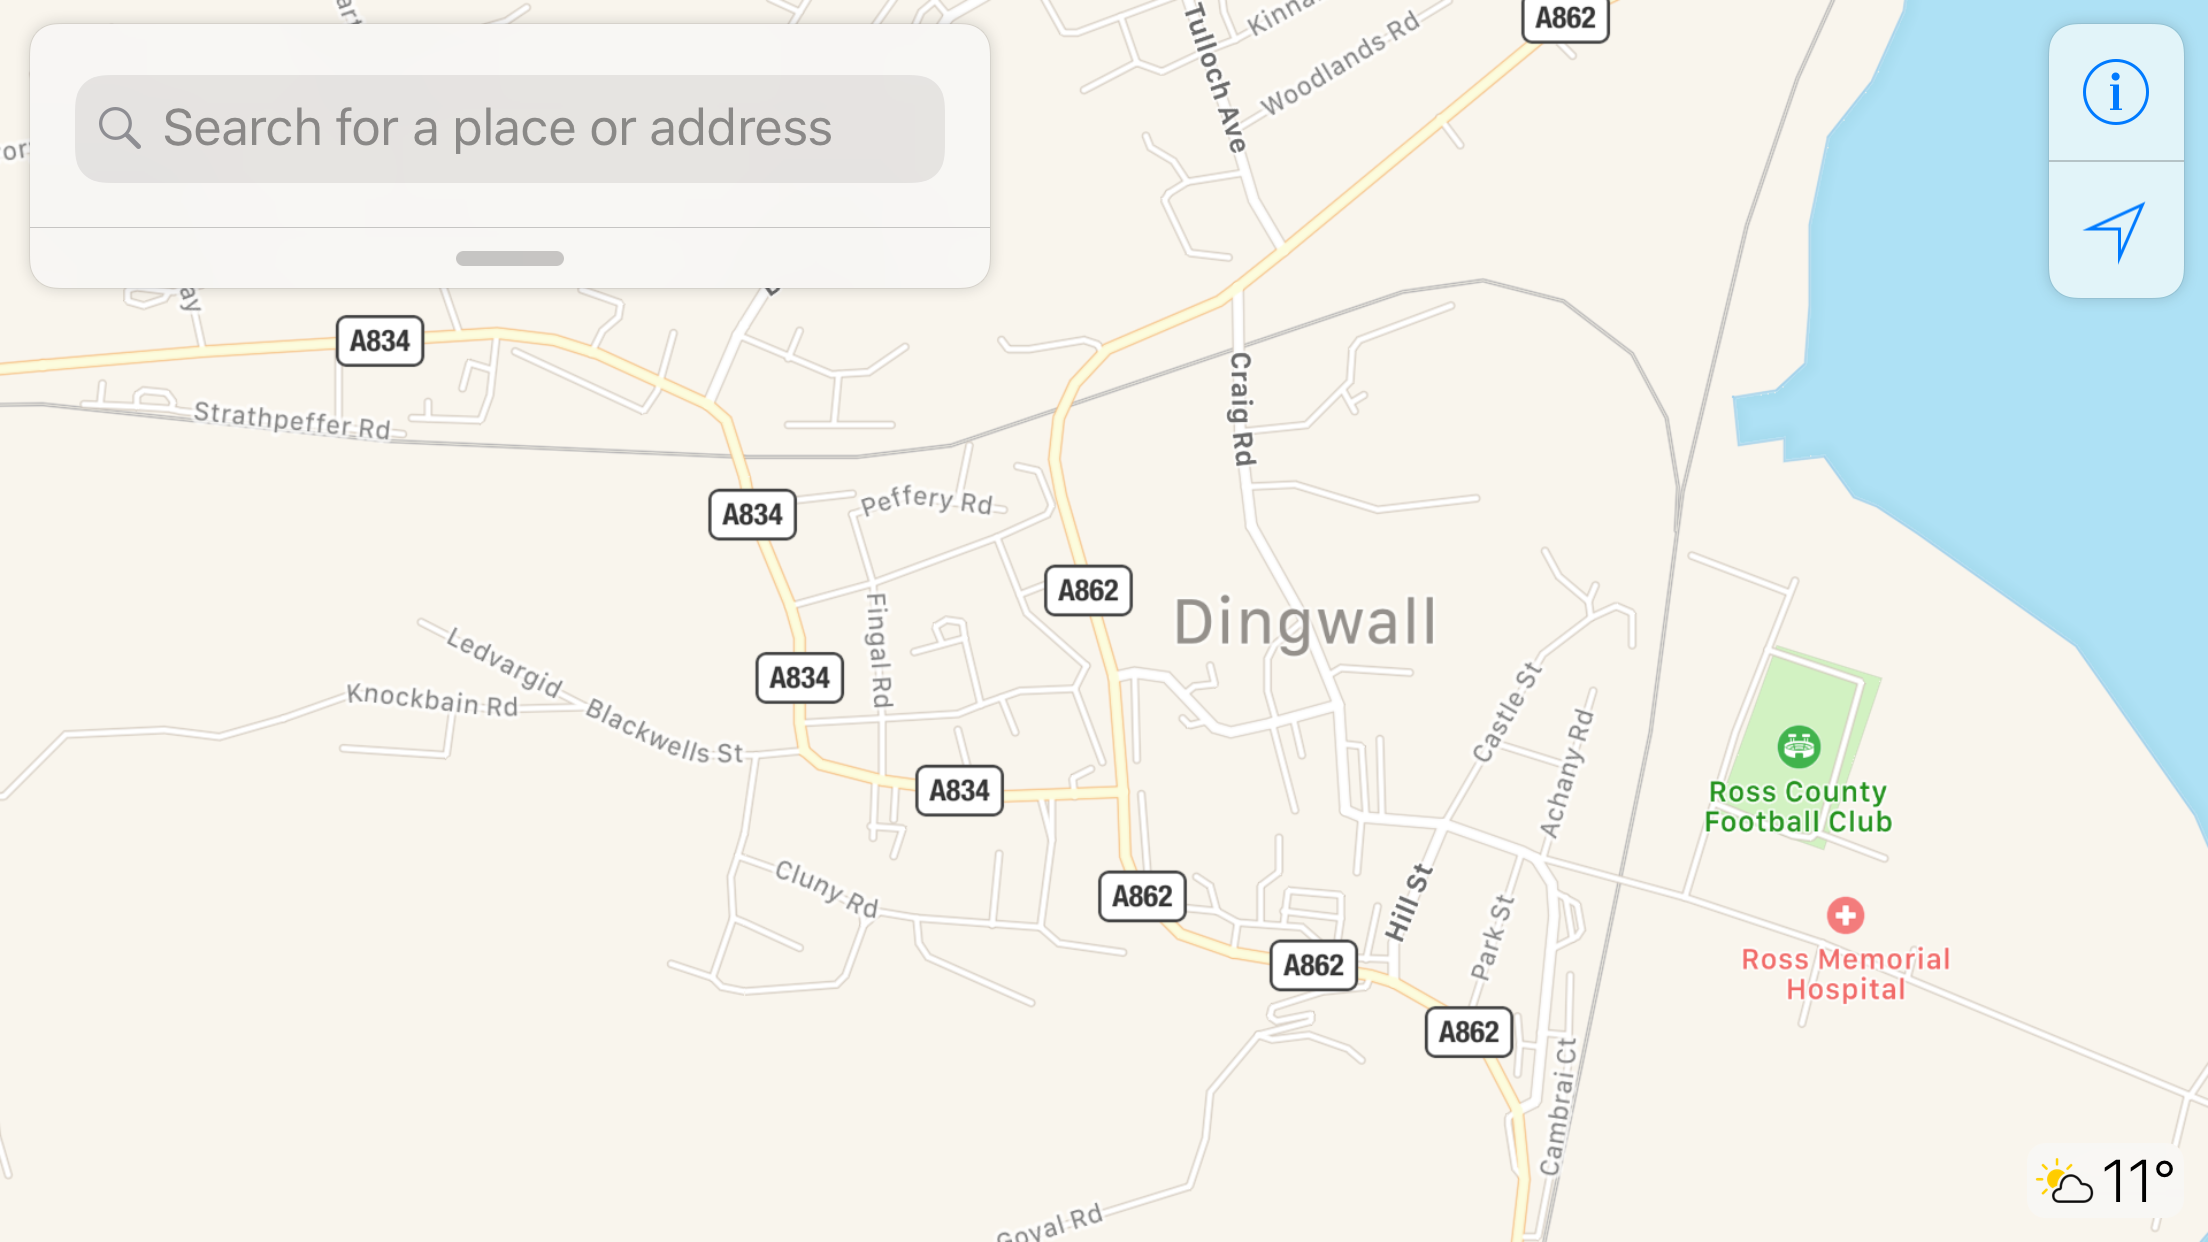 A862
Kinna
Tulloch Ave
Woodlands Rd
Search for a place or address
A834
Strathpeffer Rd
Craig Rd
A834
Peffery Rd
A862
Dingwall
Fingal Rd
Ledvargid
A834
Knockbain Rd
Blackwells St
Castle St
Achany Rd
A834
Ross County
Football Club
Cluny Rd
A862
Hill St
Park St
A862
Ross Memorial
Hospital
A862
Cambrai Ct
11°
Goval Rd